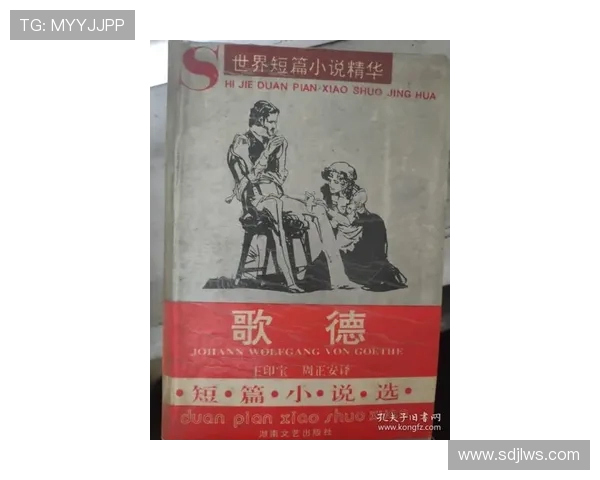 TG: MYYJJPP
世界短篇小说精华
SHI JIE DUAN PIAN XIAO SHUO JING HUA
歌 德
JOHANN WOLFGANG VON GOETHE
王印宝 周正安译
·短·篇·小·说·选·
duan pian xiao shuo
湖南文艺出版社
孔夫子旧书网
www.kongfz.com
www.sdjlws.com